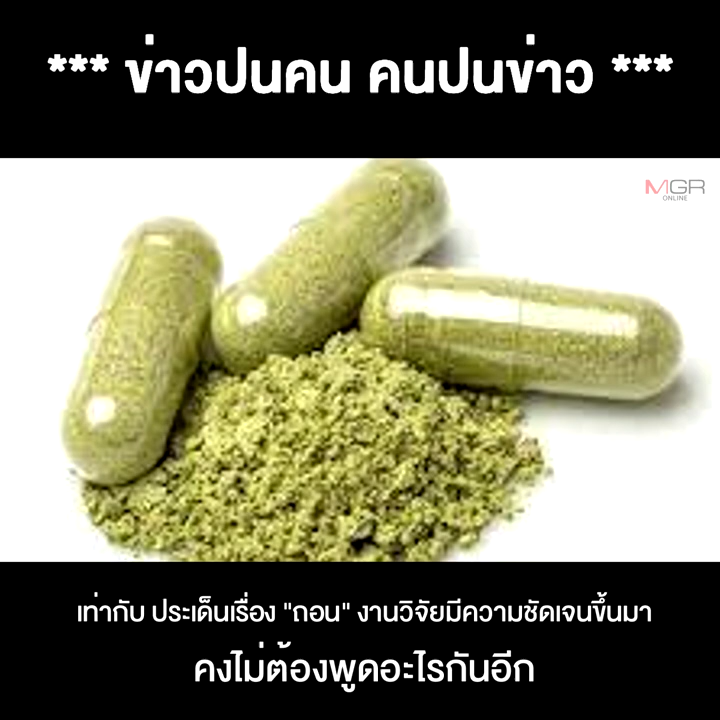 *** ข่าวปนคน คนปนข่าว ***
MGR
ONLINE
เท่ากับ ประเด็นเรื่อง "ถอน" งานวิจัยมีความชัดเจนขึ้นมา
คงไม่ต้องพูดอะไรกันอีก